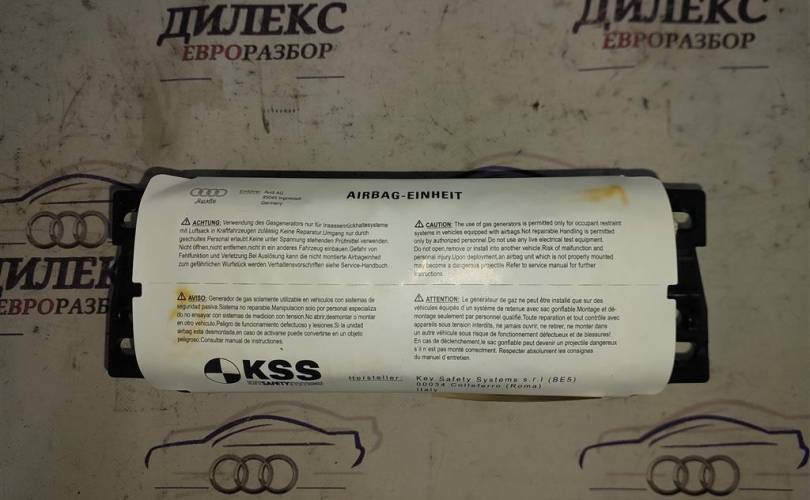 ДИЛЕКС
ЕВРОРАЗБОР
ДИЛЕКС
ЕВРОРАЗБОР
Audi
Audi AG
85045 Ingolstadt
Germany
AIRBAG-EINHEIT
ACHTUNG: Verwendung des Gasgenerators nur für Insassenrückhaltesysteme
mit Luftsack in Kraftfahrzeugen zulässig.Keine Reparatur.Umgang nur durch
geschultes Personal erlaubt.Keine unter Spannung stehenden Prüfmittel verwenden.
Nicht öffnen,nicht entfernen,nicht in ein anderes Fahrzeug einbauen.Gefahr von
Fehlfunktion und Verletzung.Bei Auslösung kann die nicht montierte Airbageinheit
zum gefährlichen Wurfstück werden.Verhaltensvorschriften siehe Service-Handbuch.
CAUTION: The use of gas generators is permitted only for occupant restraint
systems in vehicles equipped with airbags.Not repairable.Handling is permitted
only by authorized personnel.Do not use any live electrical test equipment.
Do not open,remove or install into another vehicle.Risk of malfunction and
personal injury.Upon deployment,an airbag unit which is not properly mounted
may become a dangerous projectile.Refer to service manual for further
instructions.
ДИЛЕКС
ЕВРОРАЗБОР
AVISO: Generador de gas solamente utilizable en vehículos con sistemas de
seguridad pasiva.Sistema no reparable.Manipulacion solo por personal especializa
do no ensayar con sistemas de medicion con tension.No abrir,desmontar o montar
en otro vehiculo.Peligro de funcionamiento defectuoso y lesiones.Si la unidad
airbag esta desmontada,en caso de activarse puede convertirse en un objeto
peligroso.Consultar manual de instrucciones.
ATTENTION: Le générateur de gaz ne peut être installé que sur des
véhicules équipés d'un système de retenue avec sac gonflable.Montage et dé-
montage seulement par personnel qualifié. Toute reparation et tout contrôle avec
appareils sous tension interdits, ne jamais ouvrir, ne retirer, ne monter dans
un autre véhicule sous risque de fonctionnement défectueux et de blessures!
En cas de déclenchement,le sac gonflable peut devenir un projectile dangereux
s'il n'est pas monté correctment. Respecter absolument les consignes
du manuel d'entretien.
KSS
KEYSAFETYSYSTEMS
Hersteller:
Key Safety Systems s.r.l (BE5)
00034 Colleferro (Roma)
Italy